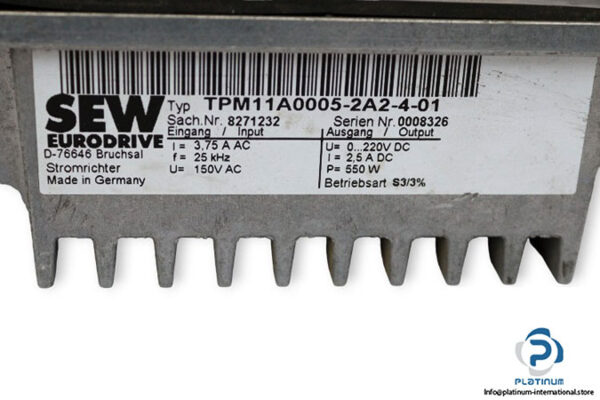 SEW
EURODRIVE
D-76646 Bruchsal
Stromrichter
Made in Germany
Typ TPM11A0005-2A2-4-01
Sach.Nr. 8271232 Serien Nr. 0008326
Eingang / Input Ausgang / Output
I = 3,75 A AC U= 0...220V DC
f = 25 kHz I = 2,5 A DC
U= 150V AC P= 550 W
Betriebsart S3/3%
PLATINUM
http://platinum-international.store